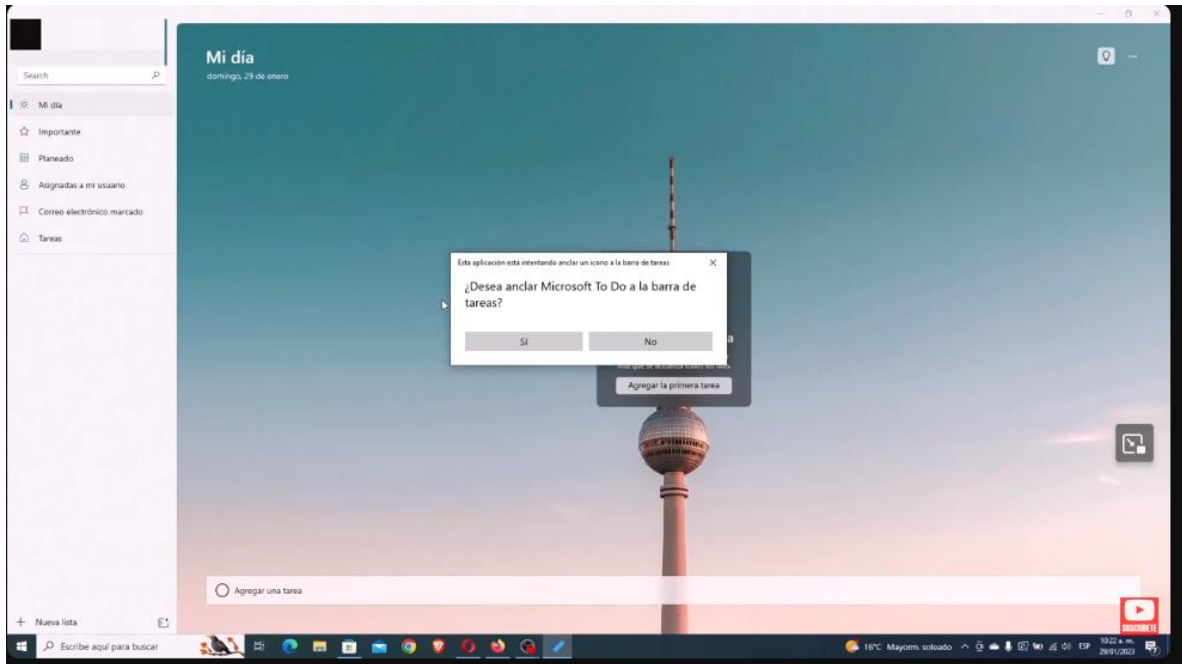 Search
Mi día
Importante
Planeado
Asignadas a mi usuario
Correo electrónico marcado
Tareas
Nueva lista
Mi día
domingo, 29 de enero
Esta aplicación está intentando anclar un icono a la barra de tareas
¿Desea anclar Microsoft To Do a la barra de
tareas?
Sí
No
a
Agregar la primera tarea
Agregar una tarea
SUSCRÍBETE
Escribe aquí para buscar
16°C Mayorm. soleado
ESP
10:22 a. m.
29/01/2023